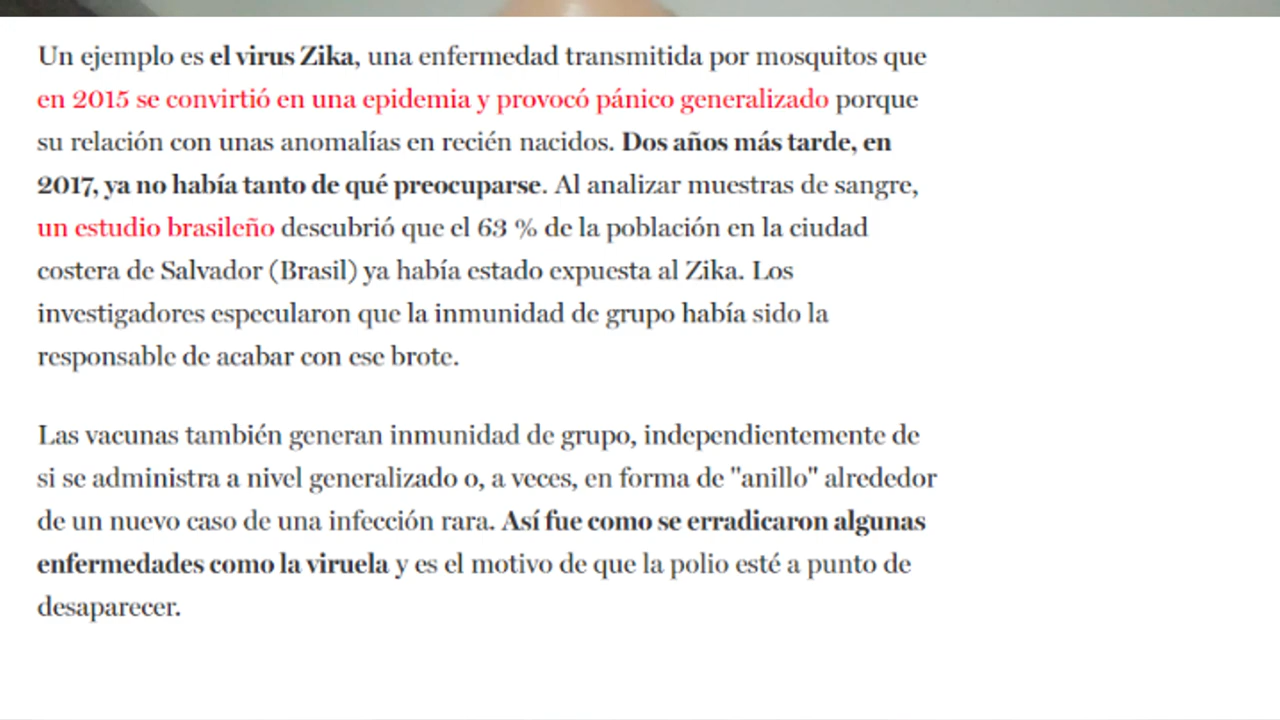 Un ejemplo es el virus Zika, una enfermedad transmitida por mosquitos que
en 2015 se convirtió en una epidemia y provocó pánico generalizado porque
su relación con unas anomalías en recién nacidos. Dos años más tarde, en
2017, ya no había tanto de qué preocuparse. Al analizar muestras de sangre,
un estudio brasileño descubrió que el 63 % de la población en la ciudad
costera de Salvador (Brasil) ya había estado expuesta al Zika. Los
investigadores especularon que la inmunidad de grupo había sido la
responsable de acabar con ese brote.
Las vacunas también generan inmunidad de grupo, independientemente de
si se administra a nivel generalizado o, a veces, en forma de "anillo" alrededor
de un nuevo caso de una infección rara. Así fue como se erradicaron algunas
enfermedades como la viruela y es el motivo de que la polio esté a punto de
desaparecer.